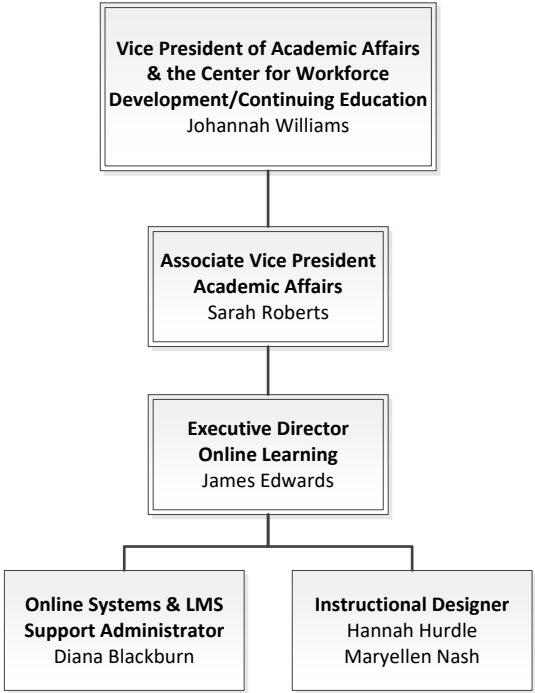 Vice President of Academic Affairs
& the Center for Workforce
Development/Continuing Education
Johannah Williams
Associate Vice President
Academic Affairs
Sarah Roberts
Executive Director
Online Learning
James Edwards
Online Systems & LMS
Support Administrator
Diana Blackburn
Instructional Designer
Hannah Hurdle
Maryellen Nash